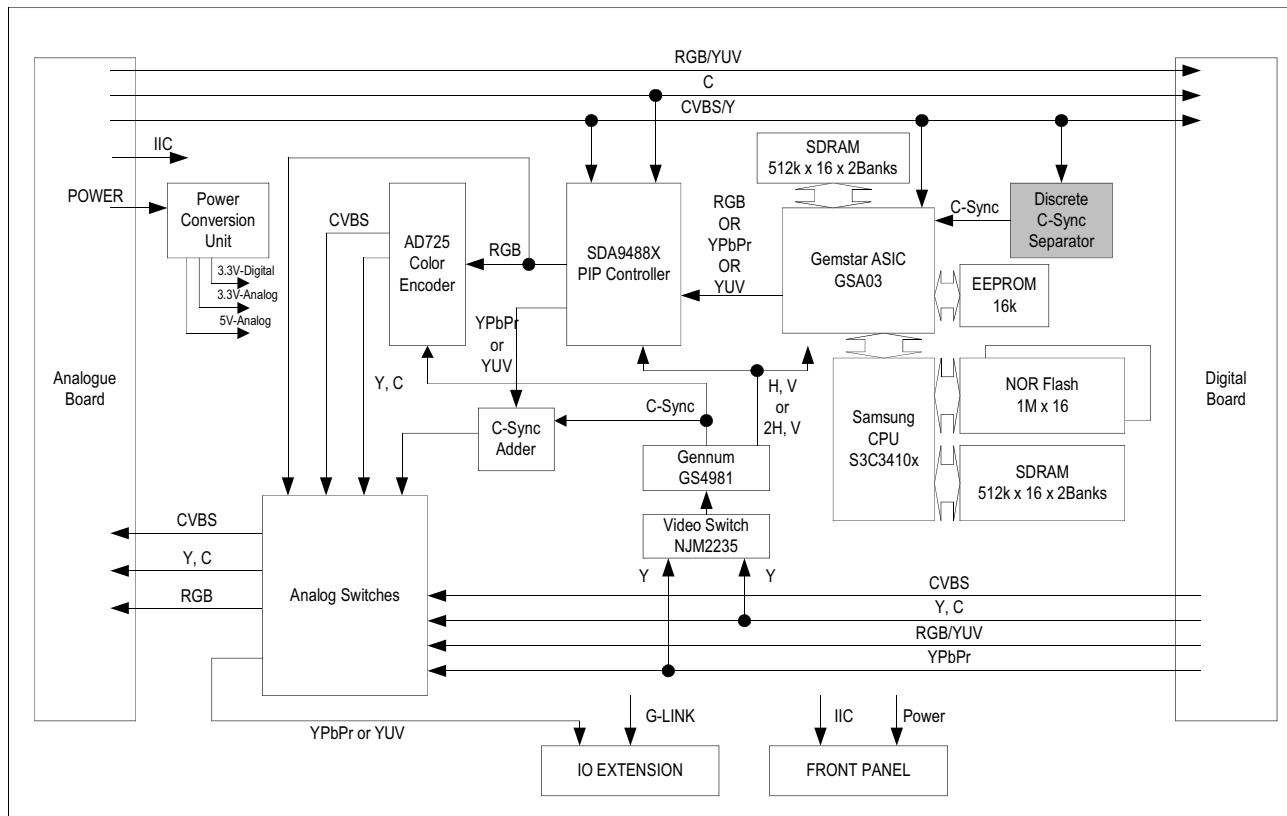 RGB/YUV
C
CVBS/Y
IIC
POWER
Power
Conversion
Unit
3.3V-Digital
3.3V-Analog
5V-Analog
Analogue
Board
CVBS
AD725
Color
Encoder
RGB
SDA9488X
PIP Controller
SDRAM
512k x 16 x 2Banks
RGB
OR
YPbPr
OR
YUV
Gemstar ASIC
GSA03
C-Sync
Discrete
C-Sync
Separator
EEPROM
16k
Digital
Board
YPbPr
or
YUV
Y, C
C-Sync
Adder
C-Sync
H, V
or
2H, V
Samsung
CPU
S3C3410x
NOR Flash
1M x 16
SDRAM
512k x 16 x 2Banks
Gennum
GS4981
Video Switch
NJM2235
Y
Y
CVBS
Y, C
RGB
Analog Switches
CVBS
Y, C
RGB/YUV
YPbPr
YPbPr or YUV
G-LINK
IIC
Power
IO EXTENSION
FRONT PANEL